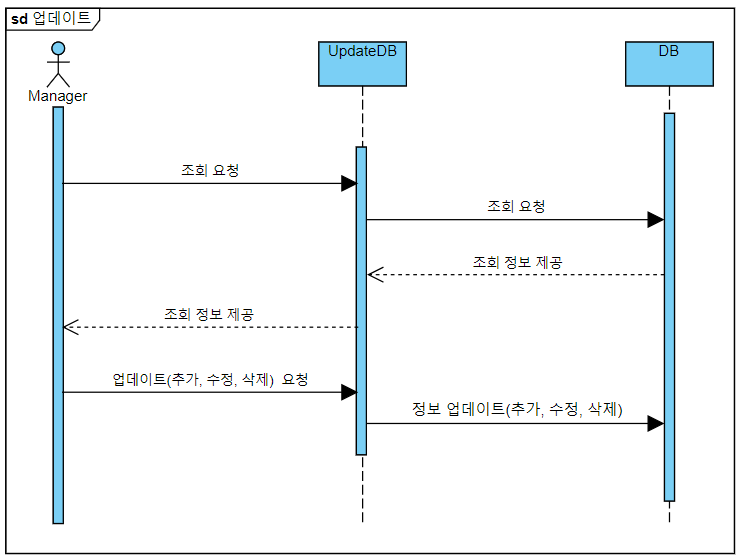 sd 업데이트
Manager
UpdateDB
DB
조회 요청
조회 요청
조회 정보 제공
조회 정보 제공
업데이트(추가, 수정, 삭제) 요청
정보 업데이트(추가, 수정, 삭제)